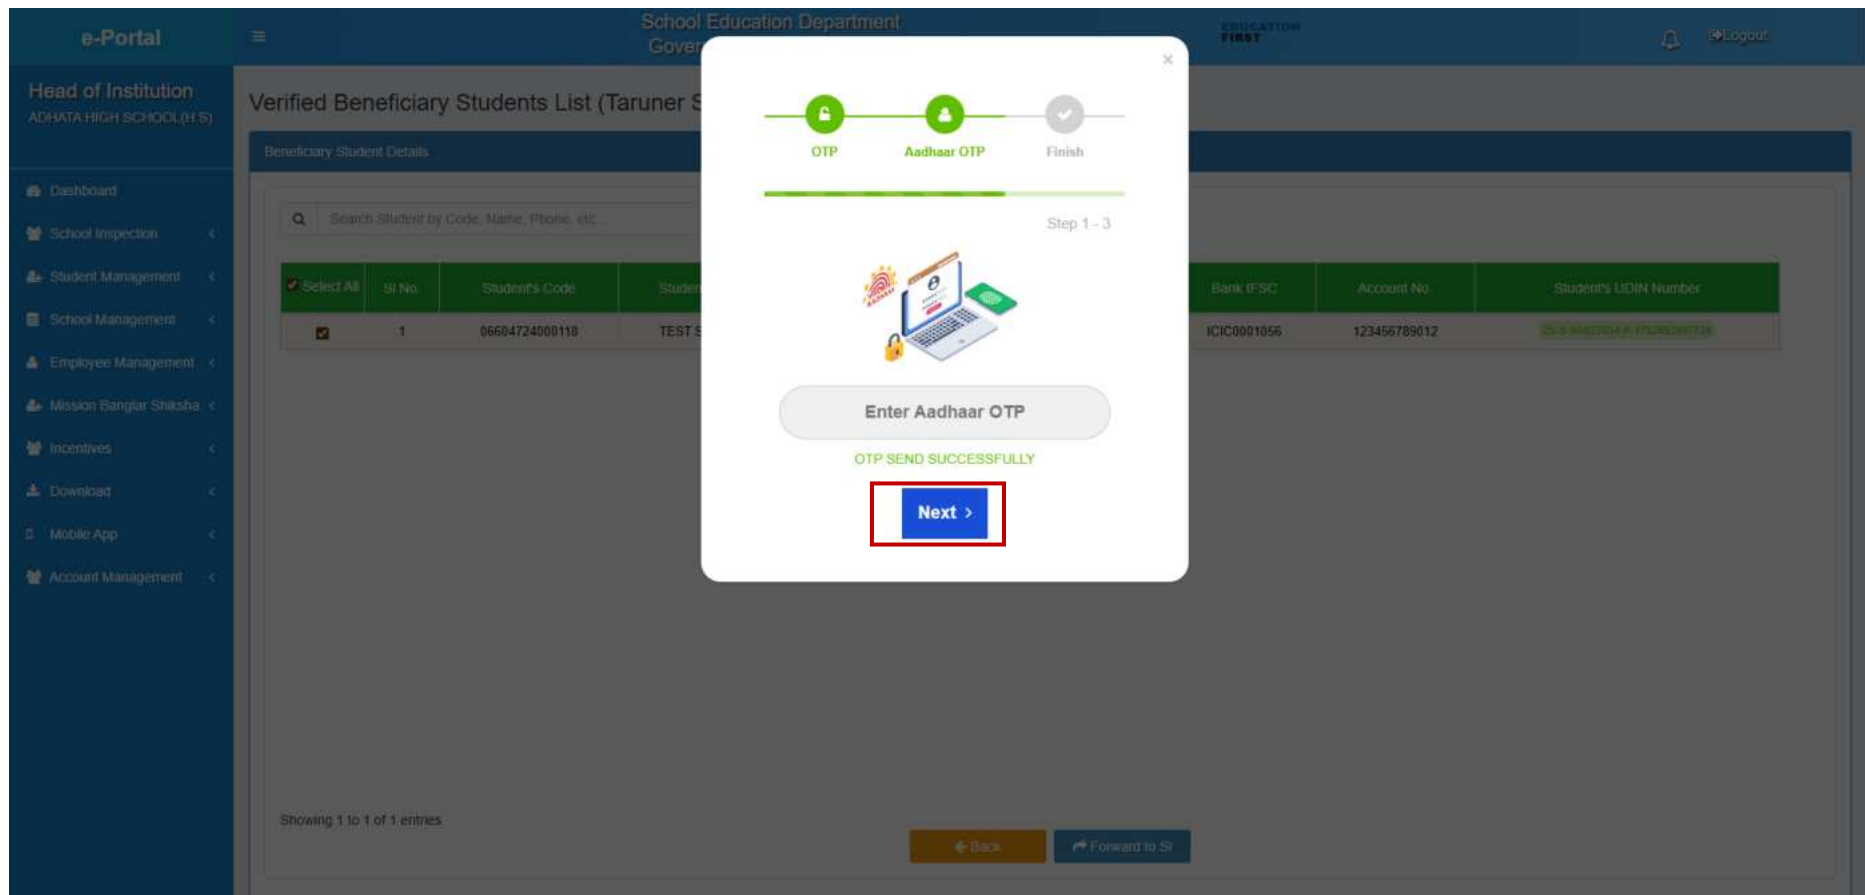 e-Portal
School Education Department
Gover
EDUCATION
FIRST
Logout
Head of Institution
ADHATA HIGH SCHOOL(H.S)
Dashboard
School Inspection
Student Management
School Management
Employee Management
Mission Banglar Shiksha
Incentives
Download
Mobile App
Account Management
Verified Beneficiary Students List (Taruner S
Beneficiary Student Details
Search Student by Code, Name, Phone, etc...
Select All SI No. Student's Code Studen Bank IFSC Account No. Student's UDIN Number
1 06604724000118 TEST S ICIC0001056 123456789012
×
OTP Aadhaar OTP Finish
Step 1 - 3
AADHAAR
Enter Aadhaar OTP
OTP SEND SUCCESSFULLY
Next >
Showing 1 to 1 of 1 entries
Back Forward to SI